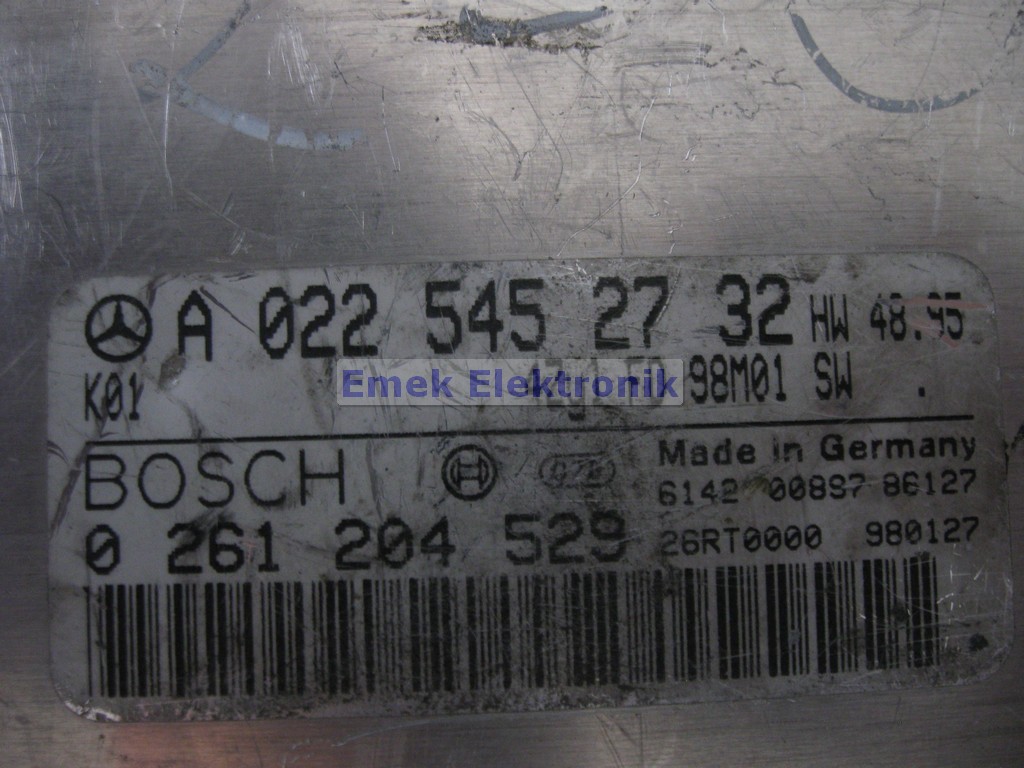 A 022 545 27 32 HW 48.95
K01 98M01 SW .
Emek Elektronik
BOSCH Made in Germany
6142 00897 86127
0 261 204 529 26RT0000 980127